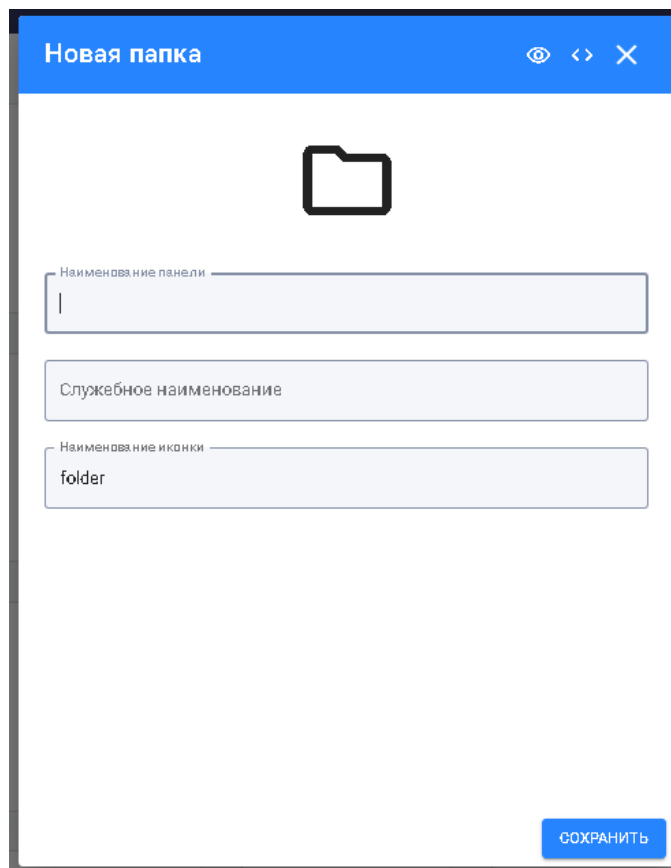 Новая папка
Наименование панели
Служебное наименование
Наименование иконки
folder
СОХРАНИТЬ